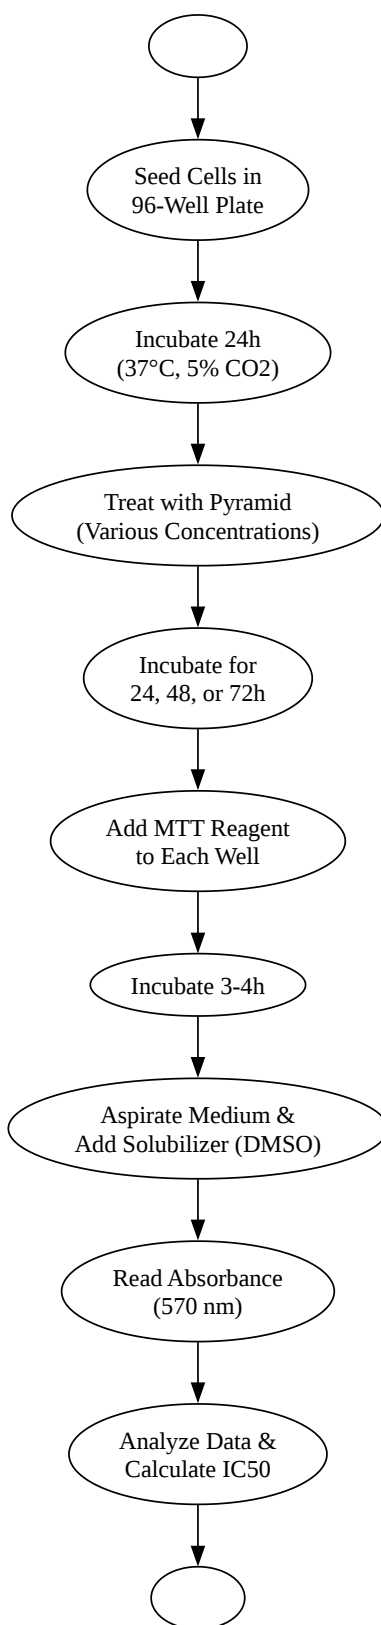 Seed Cells in
96-Well Plate
Incubate 24h
(37°C, 5% CO2)
Treat with Pyramid
(Various Concentrations)
Incubate for
24, 48, or 72h
Add MTT Reagent
to Each Well
Incubate 3-4h
Aspirate Medium &
Add Solubilizer (DMSO)
Read Absorbance
(570 nm)
Analyze Data &
Calculate IC50